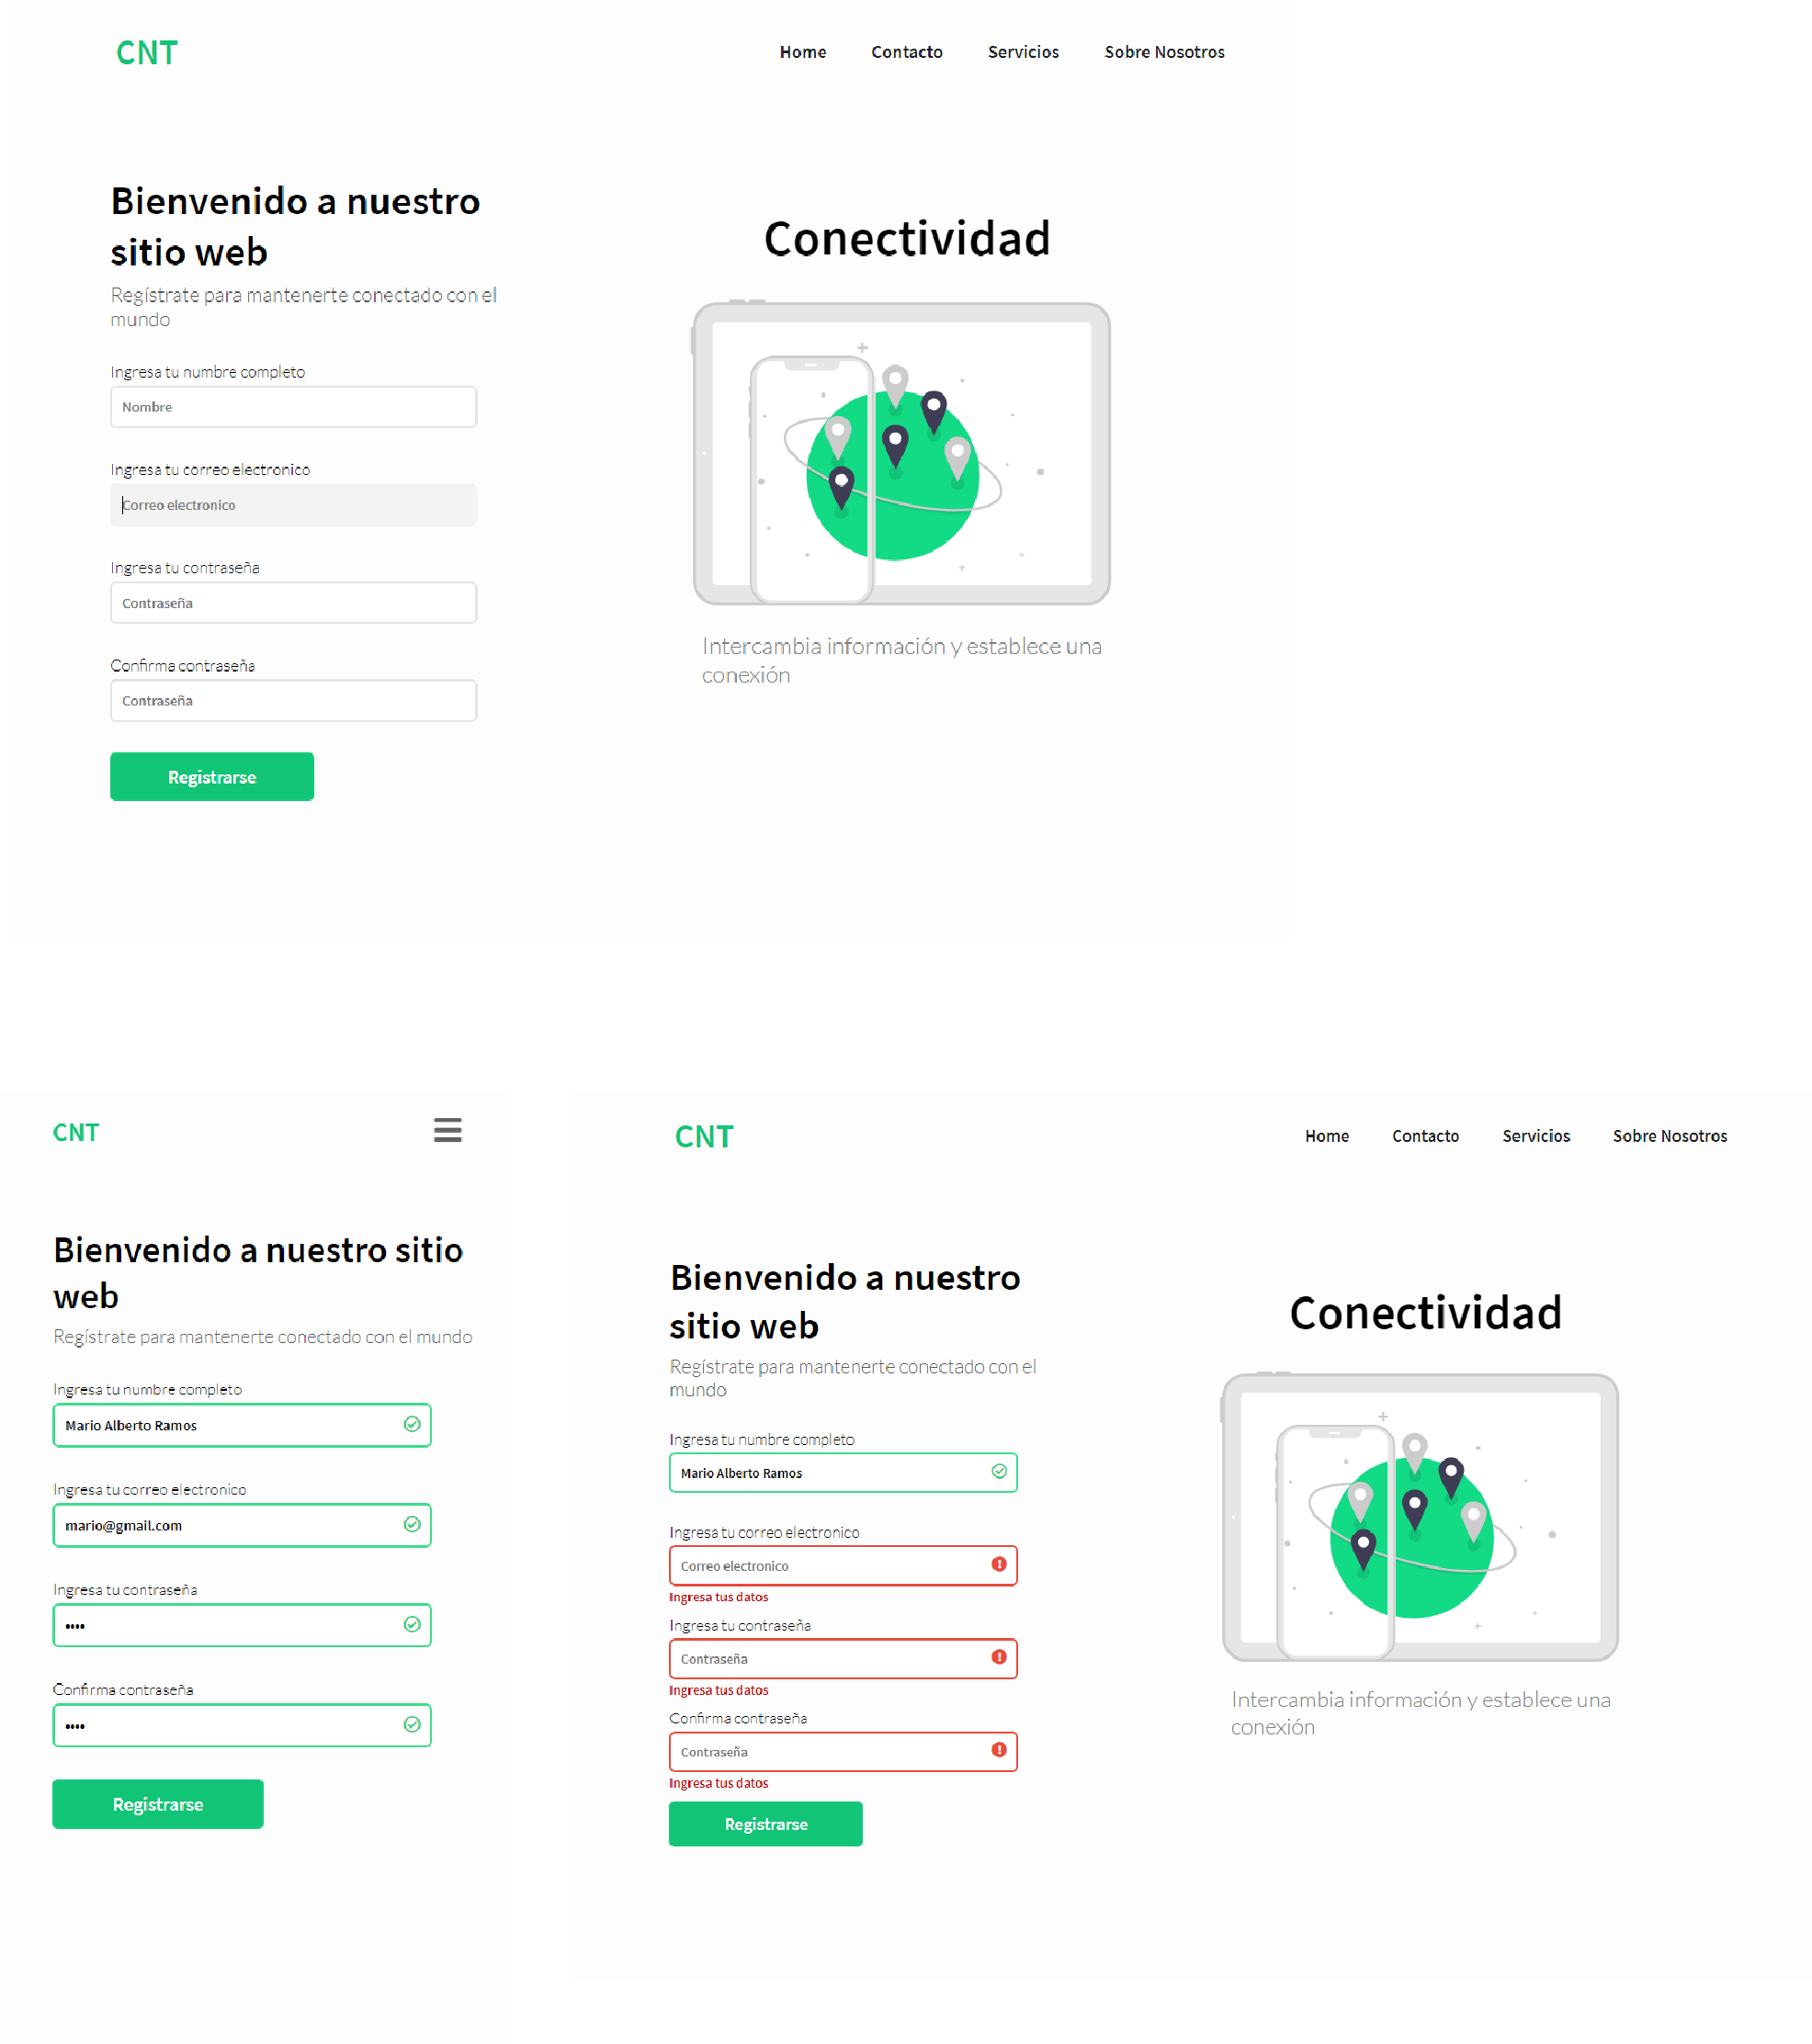 CNT
Home Contacto Servicios Sobre Nosotros
Bienvenido a nuestro
sitio web
Regístrate para mantenerte conectado con el
mundo
Ingresa tu numbre completo
Nombre
Ingresa tu correo electronico
Correo electronico
Ingresa tu contraseña
Contraseña
Confirma contraseña
Contraseña
Registrarse
Conectividad
Intercambia información y establece una
conexión
CNT
Bienvenido a nuestro sitio
web
Regístrate para mantenerte conectado con el mundo
Ingresa tu numbre completo
Mario Alberto Ramos
Ingresa tu correo electronico
mario@gmail.com
Ingresa tu contraseña
••••
Confirma contraseña
••••
Registrarse
CNT
Home Contacto Servicios Sobre Nosotros
Bienvenido a nuestro
sitio web
Regístrate para mantenerte conectado con el
mundo
Ingresa tu numbre completo
Mario Alberto Ramos
Ingresa tu correo electronico
Correo electronico
Ingresa tus datos
Ingresa tu contraseña
Contraseña
Ingresa tus datos
Confirma contraseña
Contraseña
Ingresa tus datos
Registrarse
Conectividad
Intercambia información y establece una
conexión